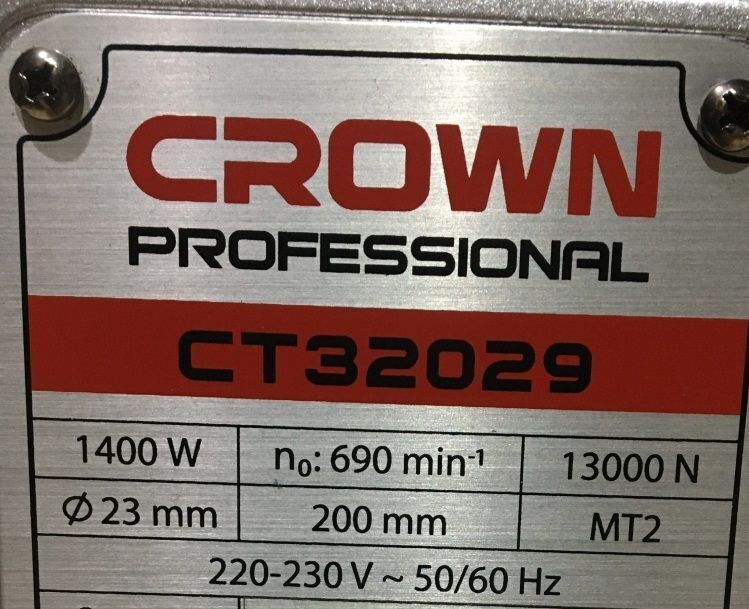 CROWN
PROFESSIONAL
CT32029
1400 W n₀: 690 min⁻¹ 13000 N
Ø 23 mm 200 mm MT2
220-230 V ~ 50/60 Hz